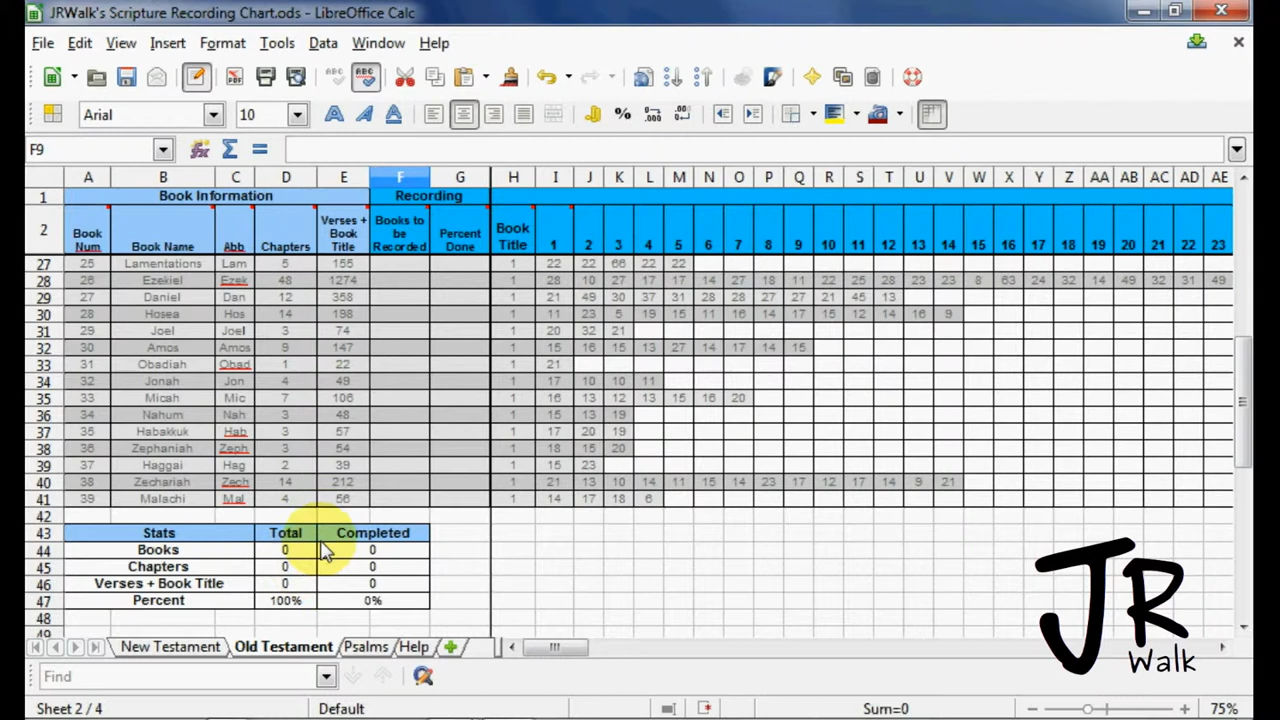 JRWalk's Scripture Recording Chart.ods - LibreOffice Calc
File Edit View Insert Format Tools Data Window Help
Arial 10
F9
A B C D E F G H I J K L M N O P Q R S T U V W X Y Z AA AB AC AD AE
1 Book Information Recording
2 Book Num Book Name Abb Chapters Verses + Book Title Books to be Recorded Percent Done Book Title 1 2 3 4 5 6 7 8 9 10 11 12 13 14 15 16 17 18 19 20 21 22 23
27 25 Lamentations Lam 5 155 1 22 22 66 22 22
28 26 Ezekiel Ezek 48 1274 1 28 10 27 17 17 14 27 18 11 22 25 28 23 23 8 63 24 32 14 49 32 31 49
29 27 Daniel Dan 12 358 1 21 49 30 37 31 28 28 27 27 21 45 13
30 28 Hosea Hos 14 198 1 11 23 5 19 15 11 16 14 17 15 12 14 16 9
31 29 Joel Joel 3 74 1 20 32 21
32 30 Amos Amos 9 147 1 15 16 15 13 27 14 17 14 15
33 31 Obadiah Obad 1 22 1 21
34 32 Jonah Jon 4 49 1 17 10 10 11
35 33 Micah Mic 7 106 1 16 13 12 13 15 16 20
36 34 Nahum Nah 3 48 1 15 13 19
37 35 Habakkuk Hab 3 57 1 17 20 19
38 36 Zephaniah Zeph 3 54 1 18 15 20
39 37 Haggai Hag 2 39 1 15 23
40 38 Zechariah Zech 14 212 1 21 13 10 14 11 15 14 23 17 12 17 14 9 21
41 39 Malachi Mal 4 56 1 14 17 18 6
42
43 Stats Total Completed
44 Books 0 0
45 Chapters 0 0
46 Verses + Book Title 0 0
47 Percent 100% 0%
48
49
New Testament Old Testament Psalms Help
Find
Sheet 2 / 4 Default Sum=0 75%
JR
Walk